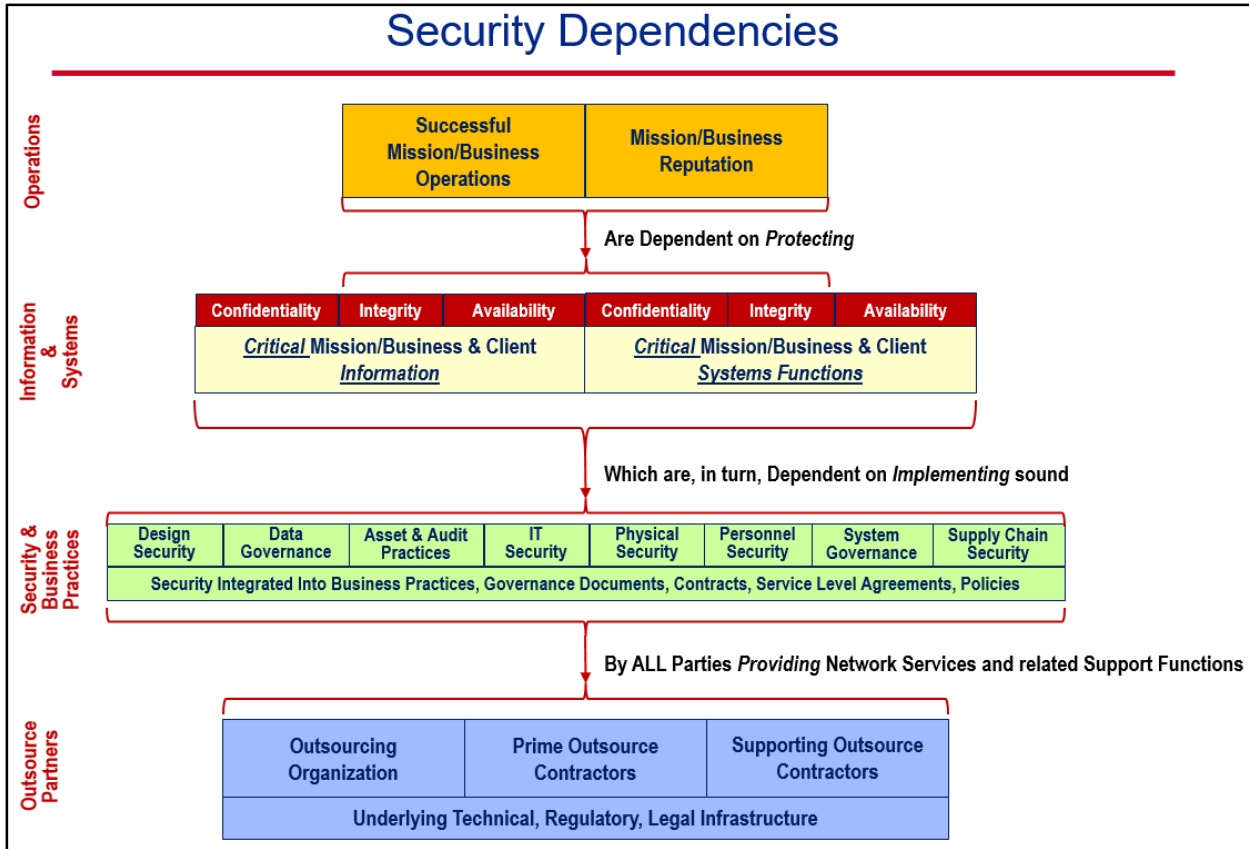 Security Dependencies
Operations
Successful
Mission/Business
Operations
Mission/Business
Reputation
Are Dependent on Protecting
Information
&
Systems
Confidentiality
Integrity
Availability
Confidentiality
Integrity
Availability
Critical Mission/Business & Client
Information
Critical Mission/Business & Client
Systems Functions
Which are, in turn, Dependent on Implementing sound
Security &
Business
Practices
Design
Security
Data
Governance
Asset & Audit
Practices
IT
Security
Physical
Security
Personnel
Security
System
Governance
Supply Chain
Security
Security Integrated Into Business Practices, Governance Documents, Contracts, Service Level Agreements, Policies
By ALL Parties Providing Network Services and related Support Functions
Outsource
Partners
Outsourcing
Organization
Prime Outsource
Contractors
Supporting Outsource
Contractors
Underlying Technical, Regulatory, Legal Infrastructure